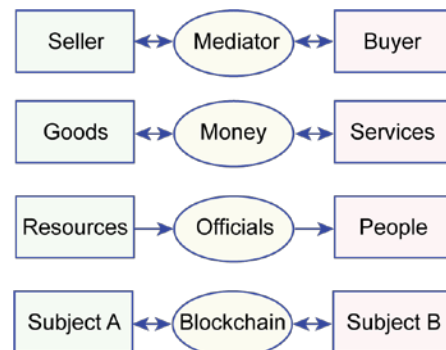 Seller Mediator Buyer
Goods Money Services
Resources Officials People
Subject A Blockchain Subject B